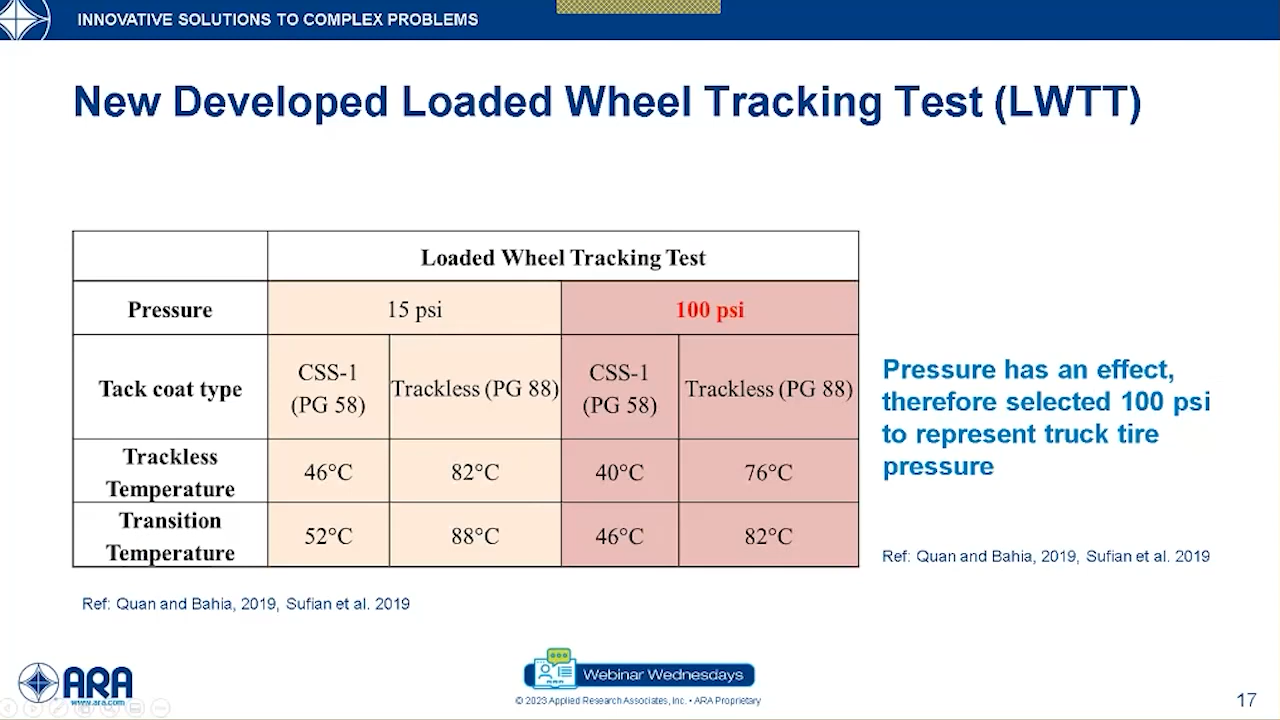 INNOVATIVE SOLUTIONS TO COMPLEX PROBLEMS
New Developed Loaded Wheel Tracking Test (LWTT)
Loaded Wheel Tracking Test
Pressure
15 psi
100 psi
Tack coat type
CSS-1
(PG 58)
Trackless (PG 88)
CSS-1
(PG 58)
Trackless (PG 88)
Trackless
Temperature
46°C
82°C
40°C
76°C
Transition
Temperature
52°C
88°C
46°C
82°C
Pressure has an effect,
therefore selected 100 psi
to represent truck tire
pressure
Ref: Quan and Bahia, 2019, Sufian et al. 2019
Ref: Quan and Bahia, 2019, Sufian et al. 2019
ARA
www.ara.com
Webinar Wednesdays
© 2023 Applied Research Associates, Inc. • ARA Proprietary
17